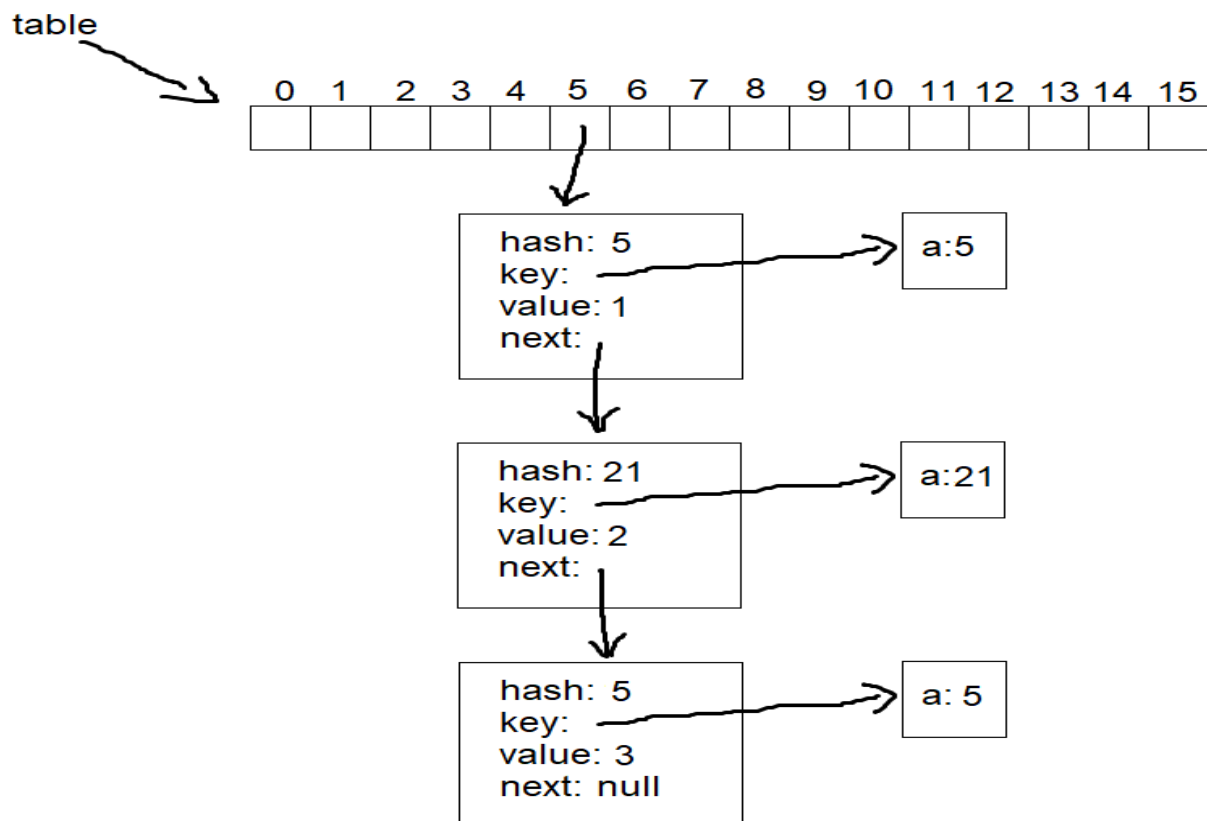 table
0 1 2 3 4 5 6 7 8 9 10 11 12 13 14 15
hash: 5
key:
value: 1
next:
a:5
hash: 21
key:
value: 2
next:
a:21
hash: 5
key:
value: 3
next: null
a: 5